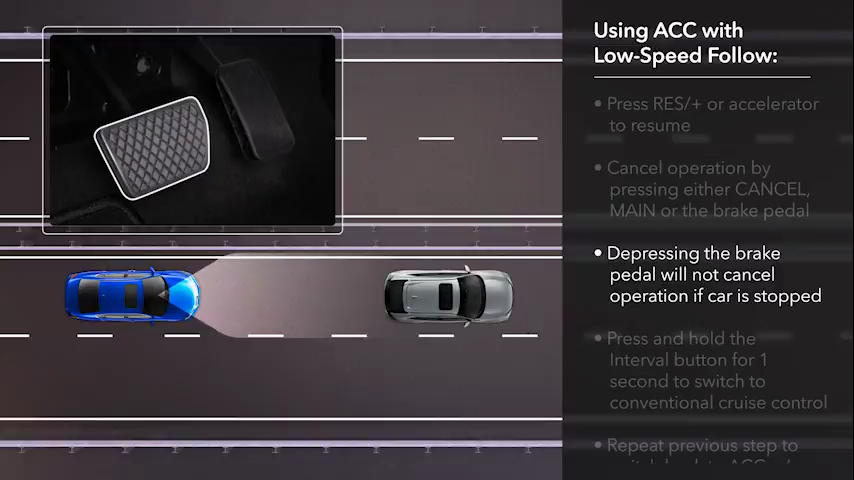 Using ACC with
Low-Speed Follow:
• Press RES/+ or accelerator
to resume
• Cancel operation by
pressing either CANCEL,
MAIN or the brake pedal
• Depressing the brake
pedal will not cancel
operation if car is stopped
• Press and hold the
Interval button for 1
second to switch to
conventional cruise control
• Repeat previous step to